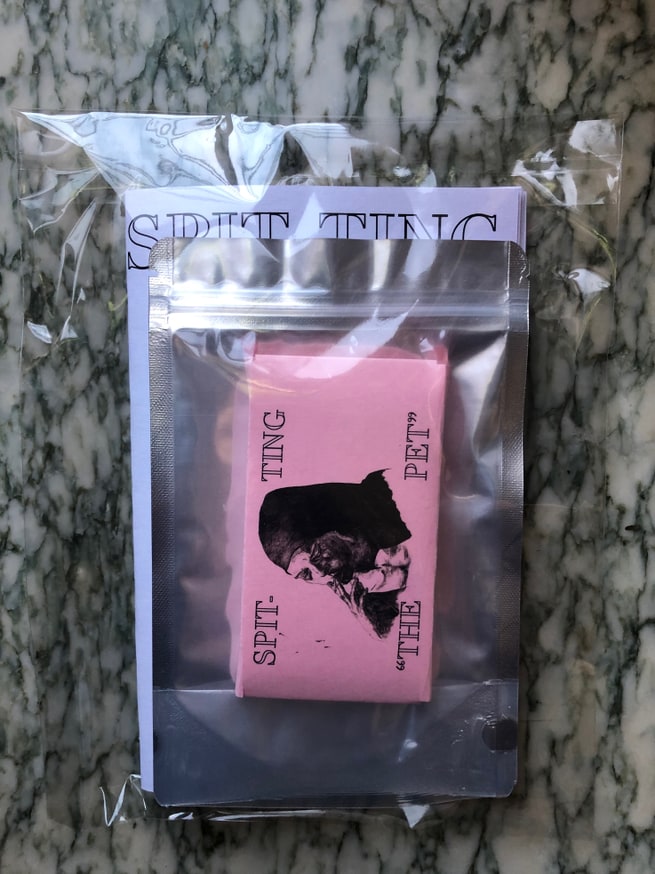 SPIT TING
SPIT- TING
“THE PET”